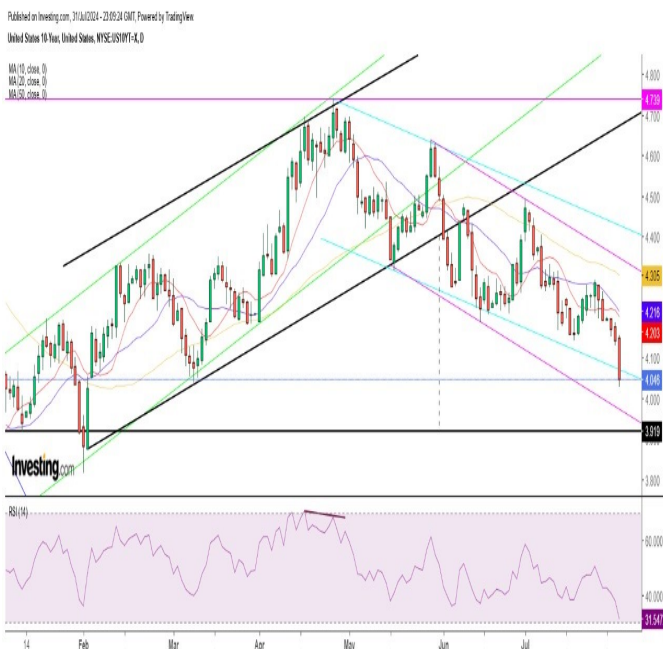 Published on Investing.com, 31/Jul/2024 - 23:09:24 GMT, Powered by TradingView.
United States 10-Year, United States, NYSE:US10YT=X, D
MA (10, close, 0)
MA (20, close, 0)
MA (50, close, 0)
4.800
4.739
4.700
4.500
4.400
4.305
4.216
4.203
4.100
4.046
4.000
3.919
3.800
Investing.com
RSI (14)
60.000
40.000
31.547
14 Feb Mar Apr May Jun Jul